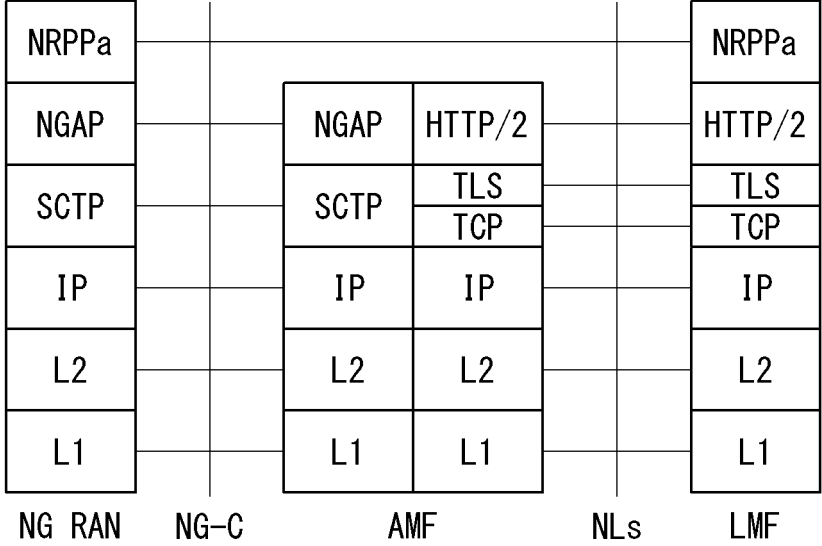 NRPPa NRPPa
NGAP NGAP HTTP/2 HTTP/2
SCTP SCTP TLS TLS
TCP TCP
IP IP IP IP
L2 L2 L2 L2
L1 L1 L1 L1
NG RAN NG-C AMF NLs LMF